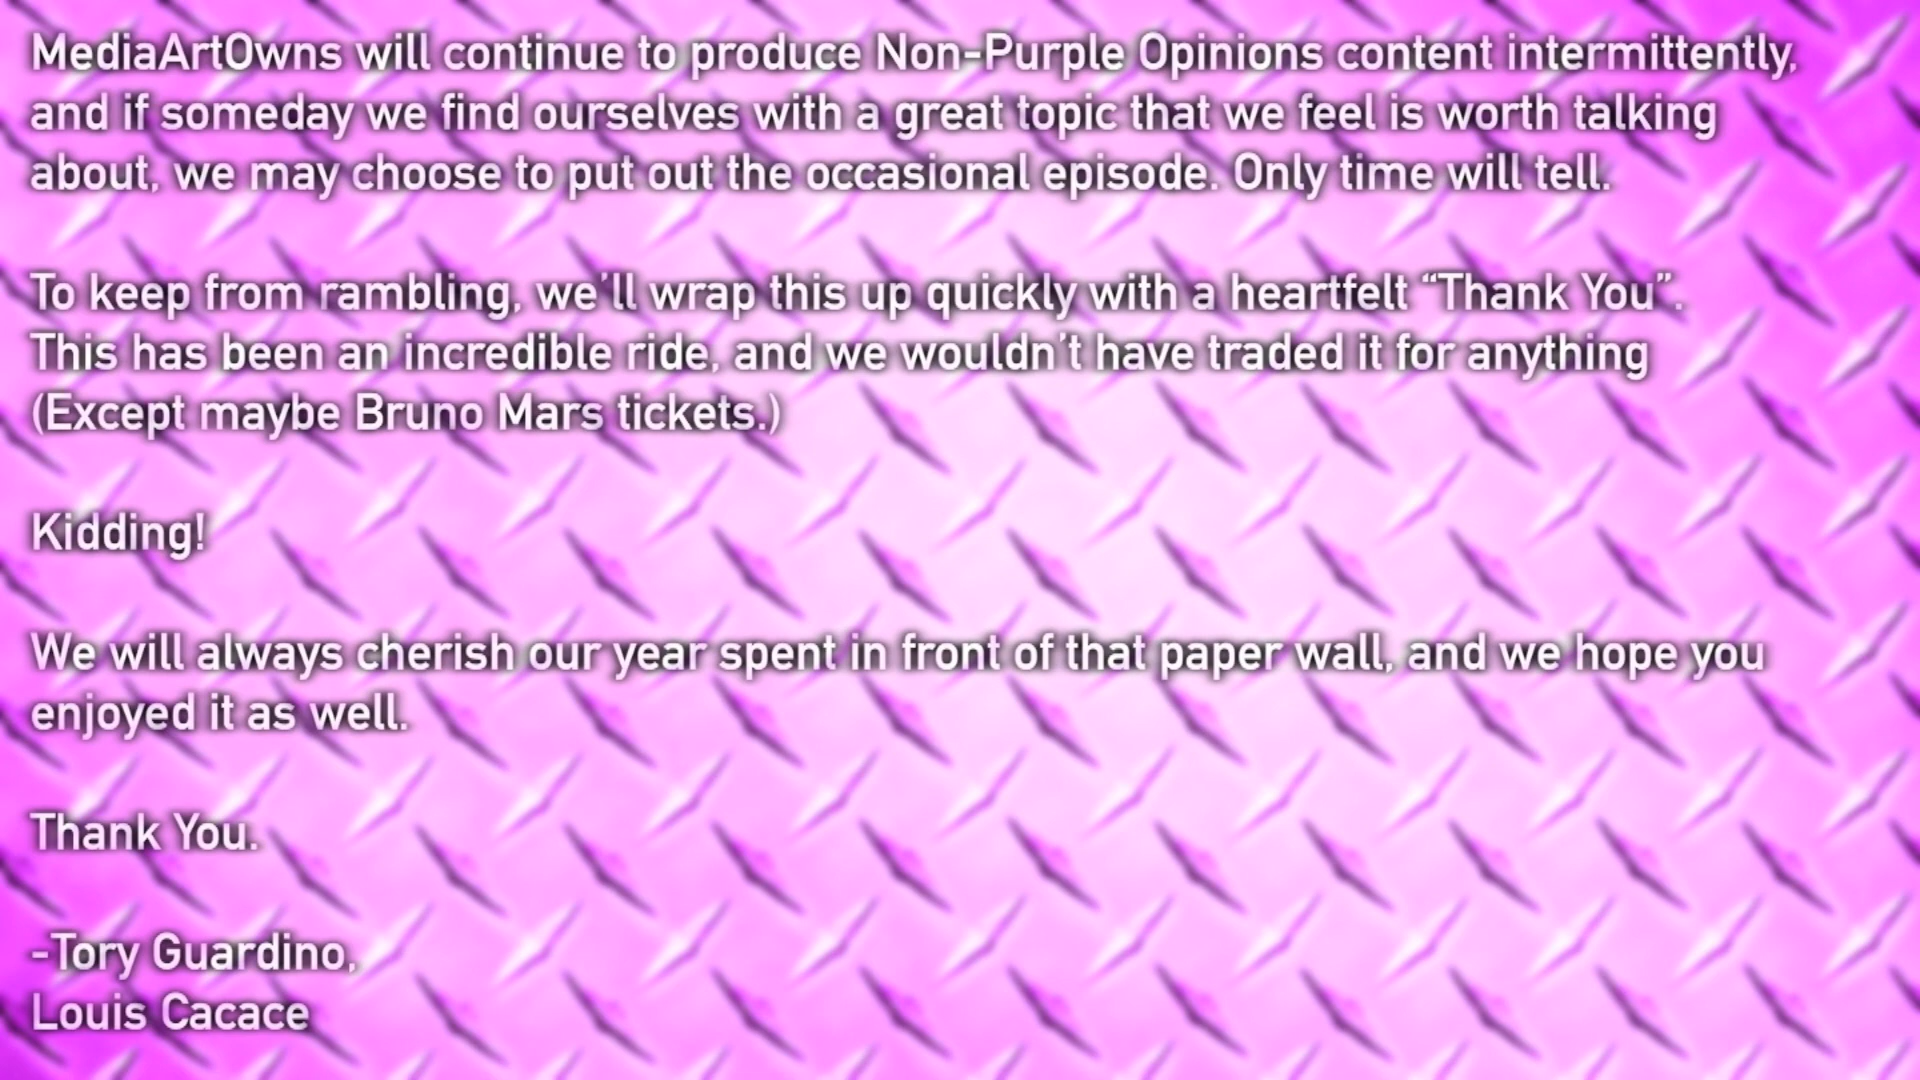 MediaArtOwns will continue to produce Non-Purple Opinions content intermittently,
and if someday we find ourselves with a great topic that we feel is worth talking
about, we may choose to put out the occasional episode. Only time will tell.
To keep from rambling, we'll wrap this up quickly with a heartfelt “Thank You”.
This has been an incredible ride, and we wouldn't have traded it for anything
(Except maybe Bruno Mars tickets.)
Kidding!
We will always cherish our year spent in front of that paper wall, and we hope you
enjoyed it as well.
Thank You.
-Tory Guardino,
Louis Cacace